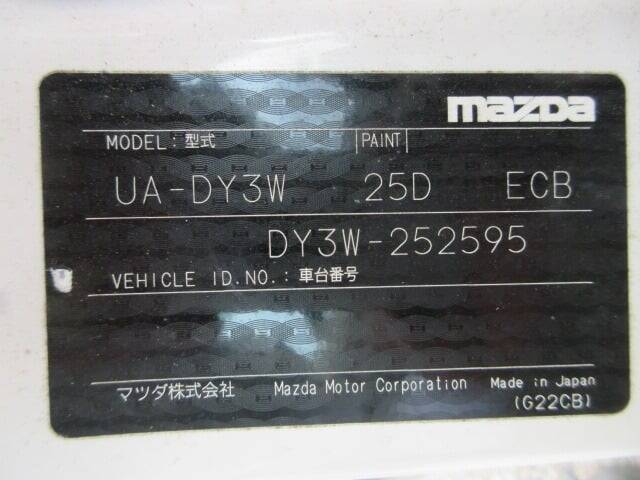 mazda
MODEL: 型式 PAINT
UA-DY3W 25D ECB
DY3W-252595
VEHICLE ID.NO.: 車台番号
マツダ株式会社 Mazda Motor Corporation Made in Japan
(G22CB)